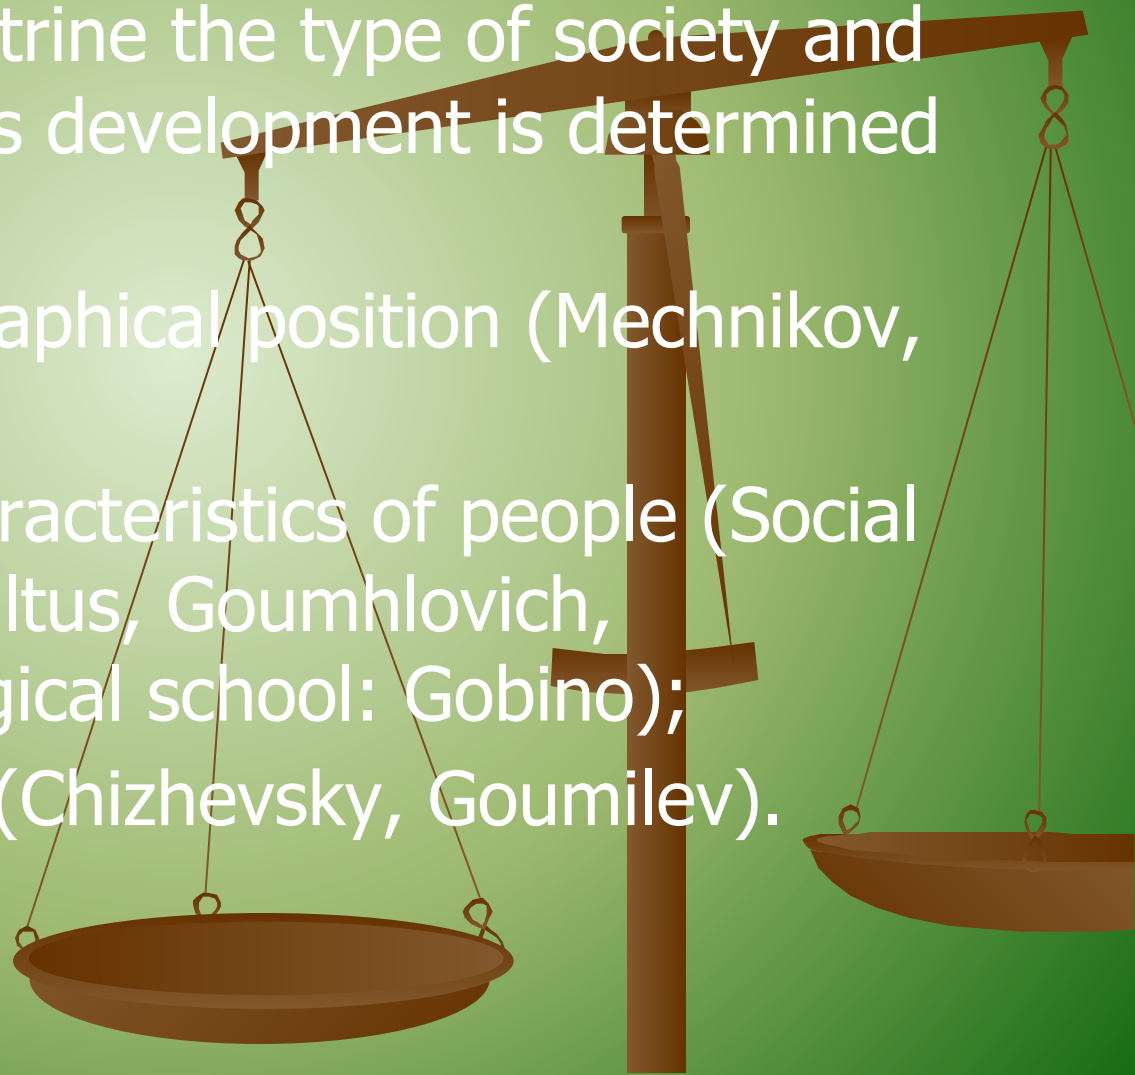 trine the type of society and
s development is determined
aphical position (Mechnikov,
racteristics of people (Social
ltus, Goumhlovich,
gical school: Gobino);
(Chizhevsky, Goumilev).